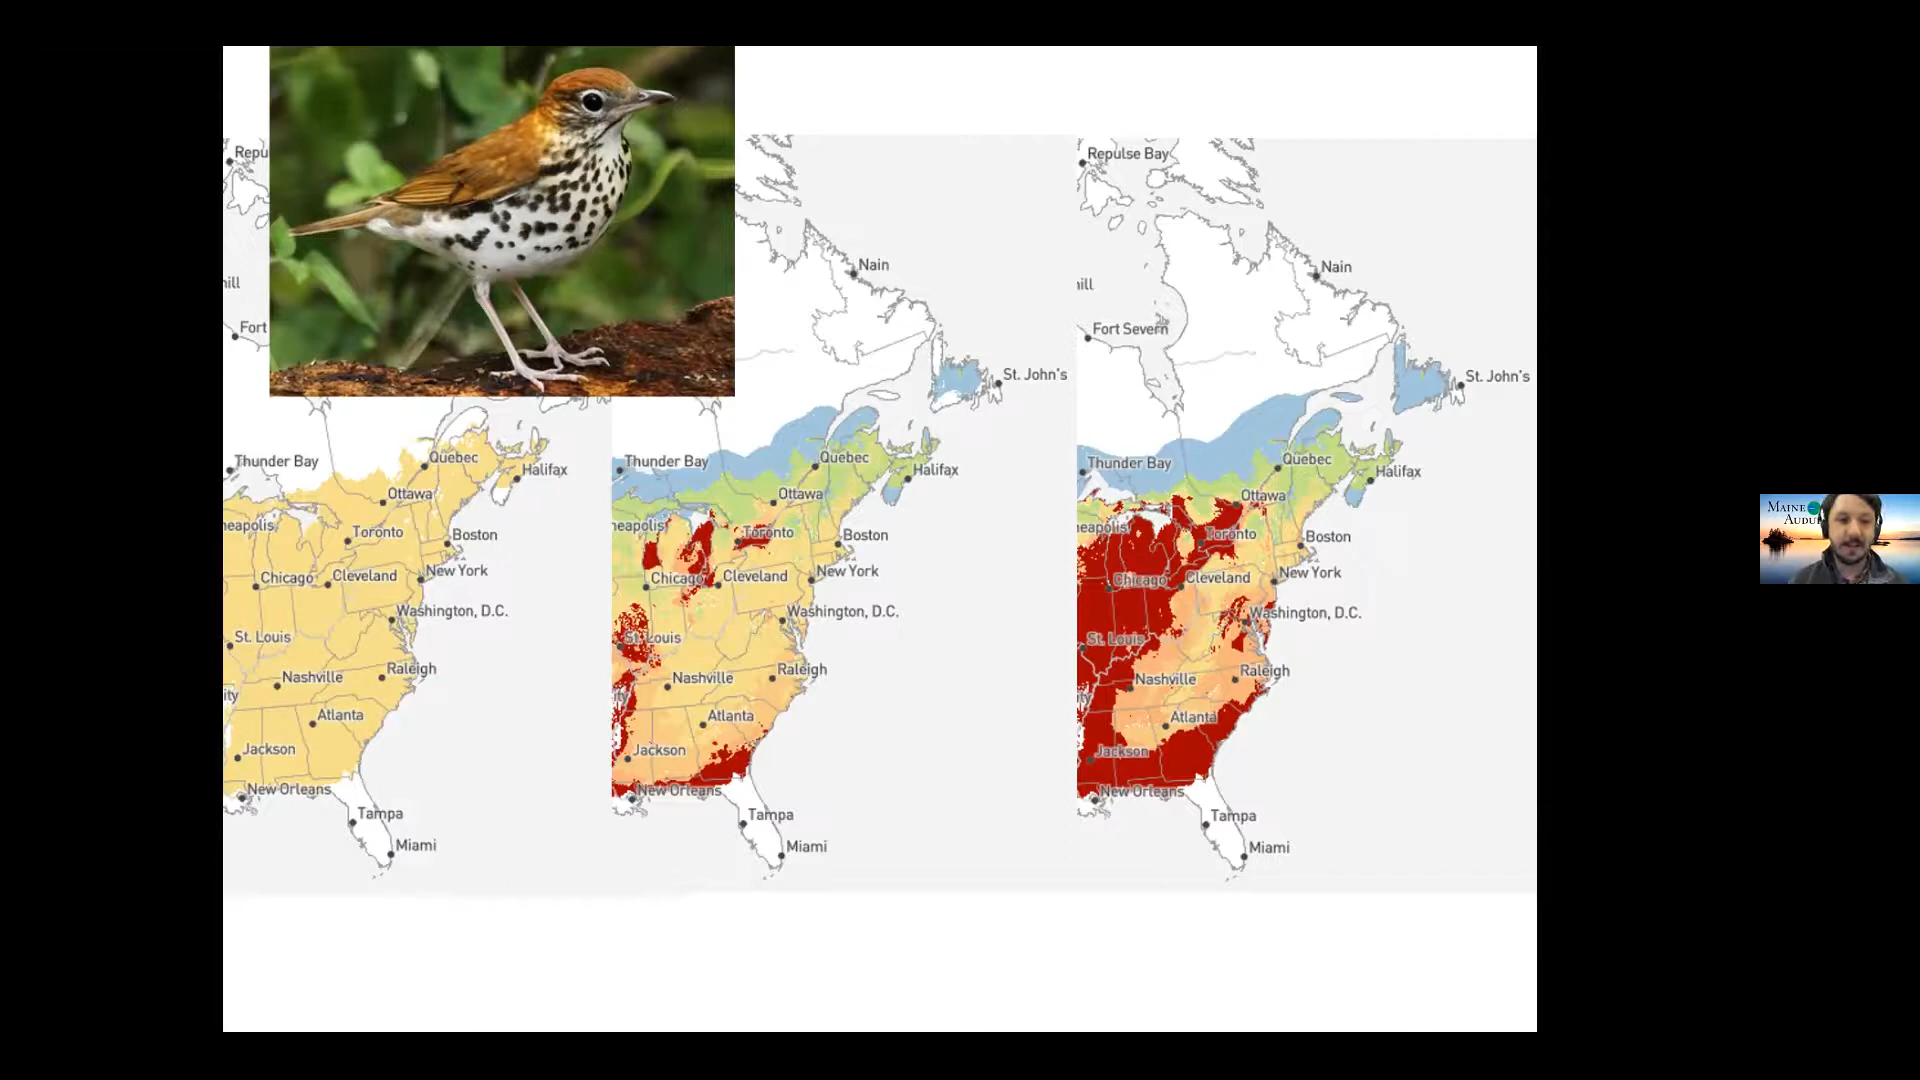 Repu
ill
Fort
Thunder Bay
Quebec
Halifax
Ottawa
neapolis
Toronto
Boston
Chicago
Cleveland
New York
Washington, D.C.
St. Louis
Raleigh
Nashville
ity
Atlanta
Jackson
New Orleans
Tampa
Miami
Nain
St. John's
Thunder Bay
Quebec
Halifax
Ottawa
neapolis
Toronto
Boston
Chicago
Cleveland
New York
Washington, D.C.
St. Louis
Raleigh
Nashville
ity
Atlanta
Jackson
New Orleans
Tampa
Miami
Repulse Bay
Nain
ill
Fort Severn
St. John's
Thunder Bay
Quebec
Halifax
Ottawa
neapolis
Toronto
Boston
Chicago
Cleveland
New York
Washington, D.C.
St. Louis
Raleigh
Nashville
ity
Atlanta
Jackson
New Orleans
Tampa
Miami
MAINE
AUDU